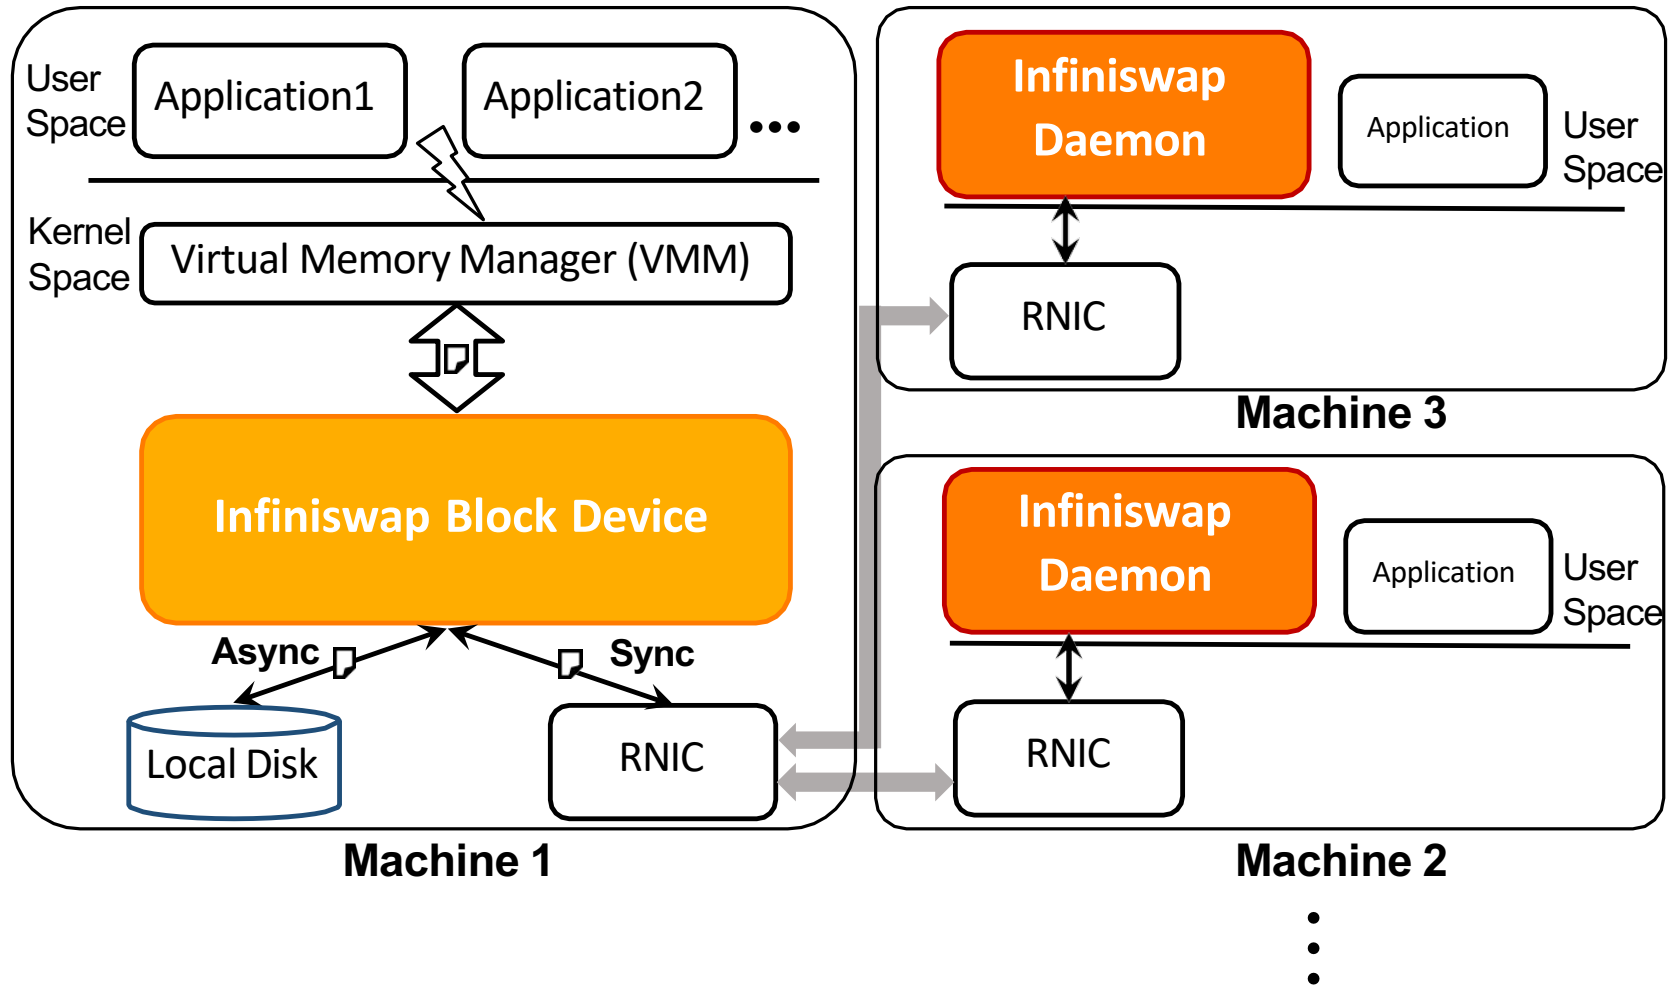 User
Space
Application1
Application2
...
Kernel
Space
Virtual Memory Manager (VMM)
Infiniswap Block Device
Async
Sync
Local Disk
RNIC
Machine 1
Infiniswap
Daemon
Application
User
Space
RNIC
Machine 3
Infiniswap
Daemon
Application
User
Space
RNIC
Machine 2